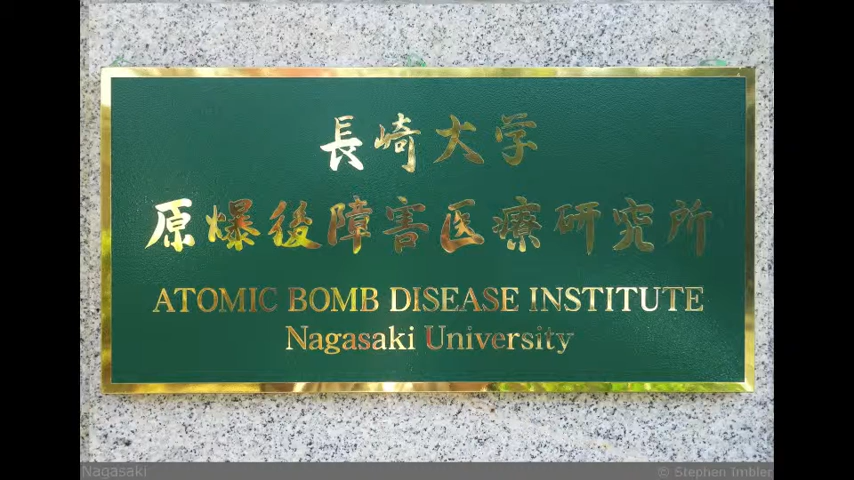 長崎大学
原爆後障害医療研究所
ATOMIC BOMB DISEASE INSTITUTE
Nagasaki University
Nagasaki
© Stephen Imbler